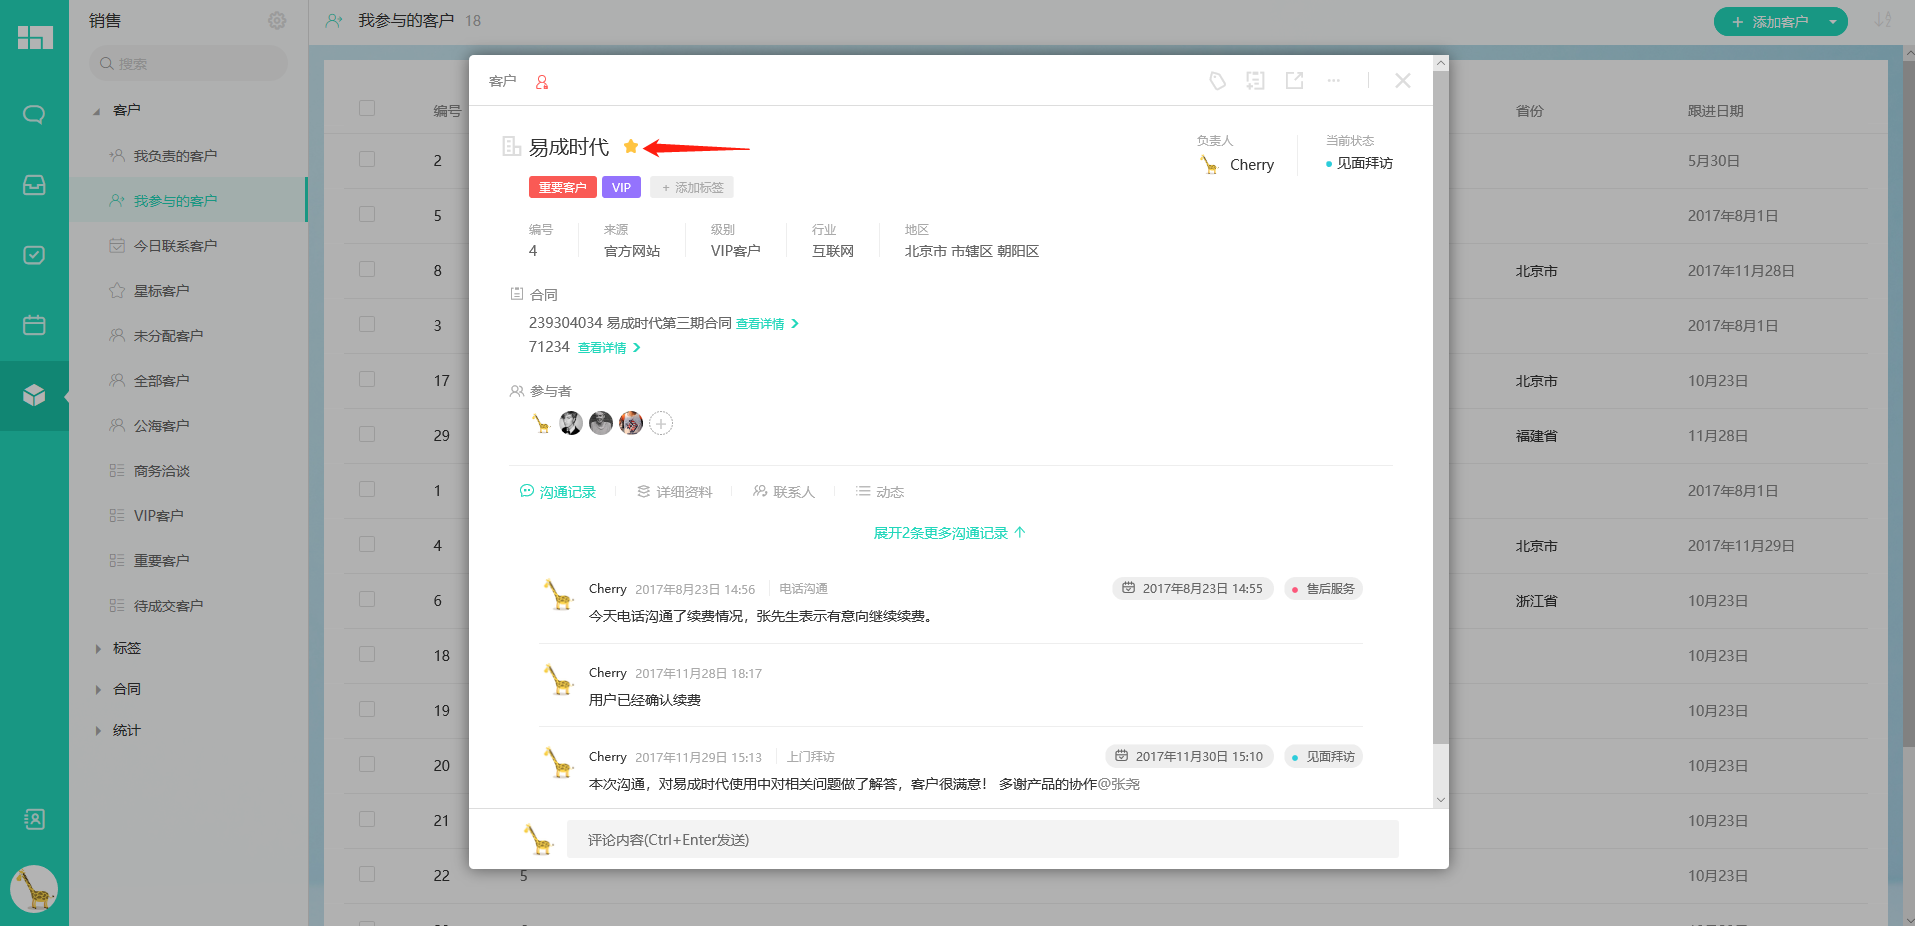 销售
搜索
客户
我负责的客户
我参与的客户
今日联系客户
星标客户
未分配客户
全部客户
公海客户
商务洽谈
VIP客户
重要客户
待成交客户
标签
合同
统计
我参与的客户 18
+ 添加客户
编号 省份 跟进日期
2 5月30日
5 2017年8月1日
8 北京市 2017年11月28日
3 2017年8月1日
17 北京市 10月23日
29 福建省 11月28日
1 2017年8月1日
4 北京市 2017年11月29日
6 浙江省 10月23日
18 10月23日
19 10月23日
20 10月23日
21 10月23日
22 5 10月23日
客户
易成时代
重要客户 VIP + 添加标签
负责人 当前状态
Cherry 见面拜访
编号 来源 级别 行业 地区
4 官方网站 VIP客户 互联网 北京市 市辖区 朝阳区
合同
239304034 易成时代第三期合同 查看详情
71234 查看详情
参与者
沟通记录 详细资料 联系人 动态
展开2条更多沟通记录
Cherry 2017年8月23日 14:56 电话沟通 2017年8月23日 14:55 售后服务
今天电话沟通了续费情况，张先生表示有意向继续续费。
Cherry 2017年11月28日 18:17
用户已经确认续费
Cherry 2017年11月29日 15:13 上门拜访 2017年11月30日 15:10 见面拜访
本次沟通，对易成时代使用中对相关问题做了解答，客户很满意！ 多谢产品的协作@张尧
评论内容(Ctrl+Enter发送)